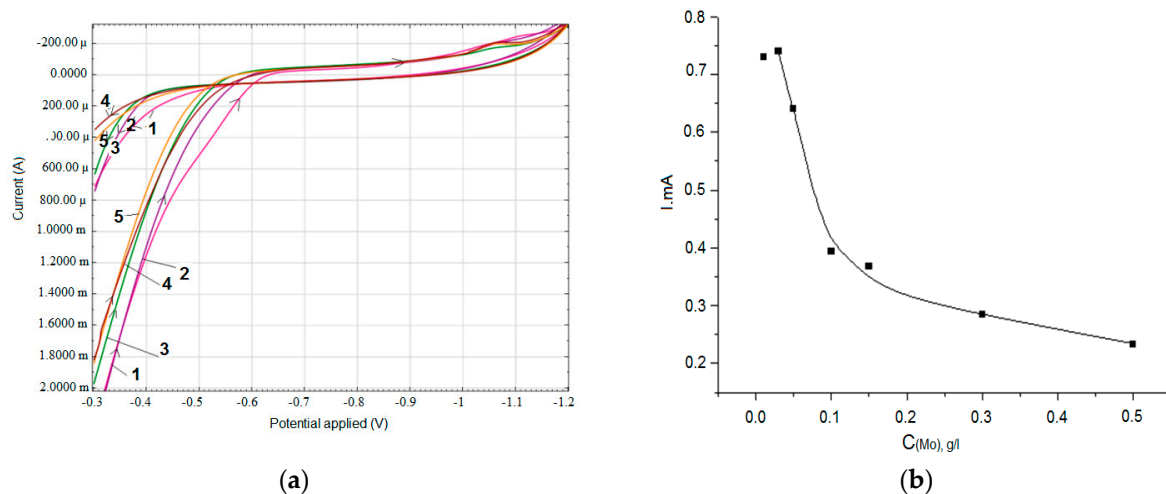 -200.00 µ
0.0000
200.00 µ
,00.00 µ
600.00 µ
800.00 µ
1.0000 m
1.2000 m
1.4000 m
1.6000 m
1.8000 m
2.0000 m
Current (A)
4
5
2
1
3
5
2
4
3
1
-0.3 -0.4 -0.5 -0.6 -0.7 -0.8 -0.9 -1 -1.1 -1.2
Potential applied (V)
(a)
0.8
0.7
0.6
0.5
0.4
0.3
0.2
I.mA
0.0 0.1 0.2 0.3 0.4 0.5
C(Mo), g/l
(b)